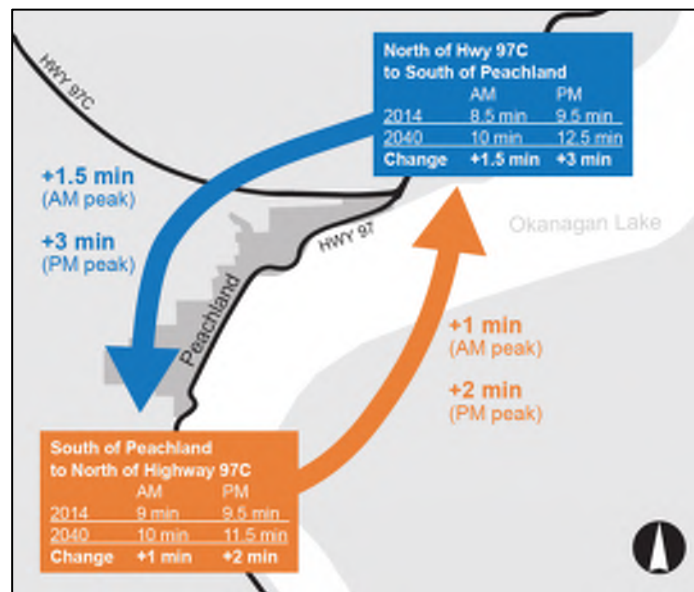 HWY 97C
North of Hwy 97C
to South of Peachland
AM PM
2014 8.5 min 9.5 min
2040 10 min 12.5 min
Change +1.5 min +3 min
+1.5 min
(AM peak)
+3 min
(PM peak)
HWY 97
Okanagan Lake
Peachland
+1 min
(AM peak)
+2 min
(PM peak)
South of Peachland
to North of Highway 97C
AM PM
2014 9 min 9.5 min
2040 10 min 11.5 min
Change +1 min +2 min